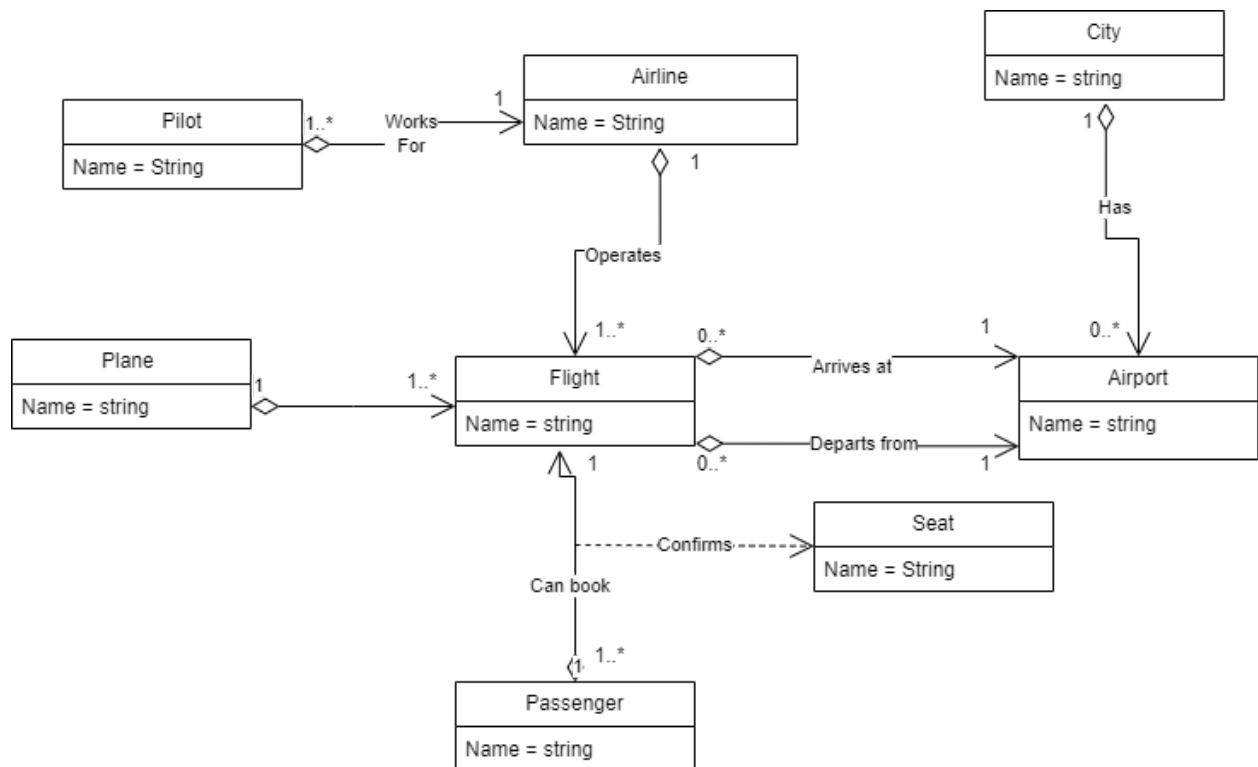 City
Name = string
Airline
Name = String
1
Pilot
Name = String
1..*
Works
For
1
1
Has
Operates
1..*
0..*
1
0..*
Plane
Name = string
1
1..*
Flight
Name = string
Arrives at
Airport
Name = string
Departs from
1
0..*
1
Seat
Name = String
Confirms
Can book
1..*
1
Passenger
Name = string